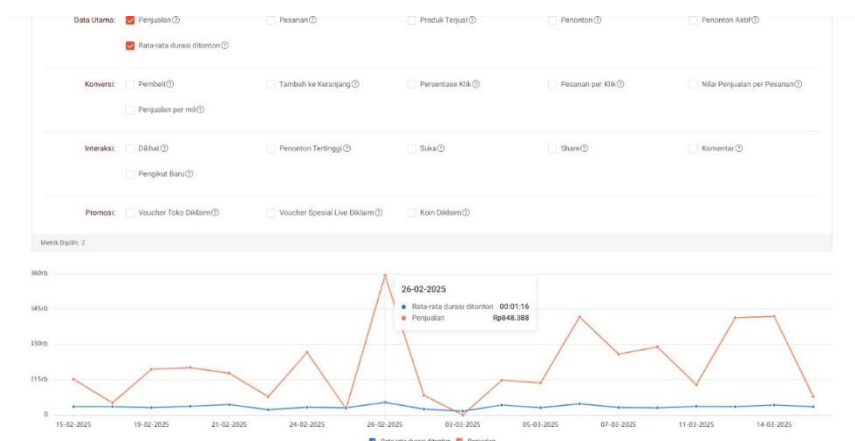 Data Utama: Penjualan Pesanan Produk Terjual Penonton Penonton Aktif
Rata-rata durasi ditonton
Konversi: Pembeli Tambah ke Keranjang Persentase Klik Pesanan per Klik Nilai Penjualan per Pesanan
Penjualan per mil
Interaksi: Dilihat Penonton Tertinggi Suka Share Komentar
Pengikut Baru
Promosi: Voucher Toko Diklaim Voucher Spesial Live Diklaim Koin Diklaim
Metrik Dipilih: 2
26-02-2025
Rata-rata durasi ditonton 00:01:16
Penjualan Rp848.388
0
15-02-2025 19-02-2025 21-02-2025 24-02-2025 26-02-2025 03-03-2025 05-03-2025 07-03-2025 11-03-2025 14-03-2025
Rata-rata durasi ditonton Penjualan